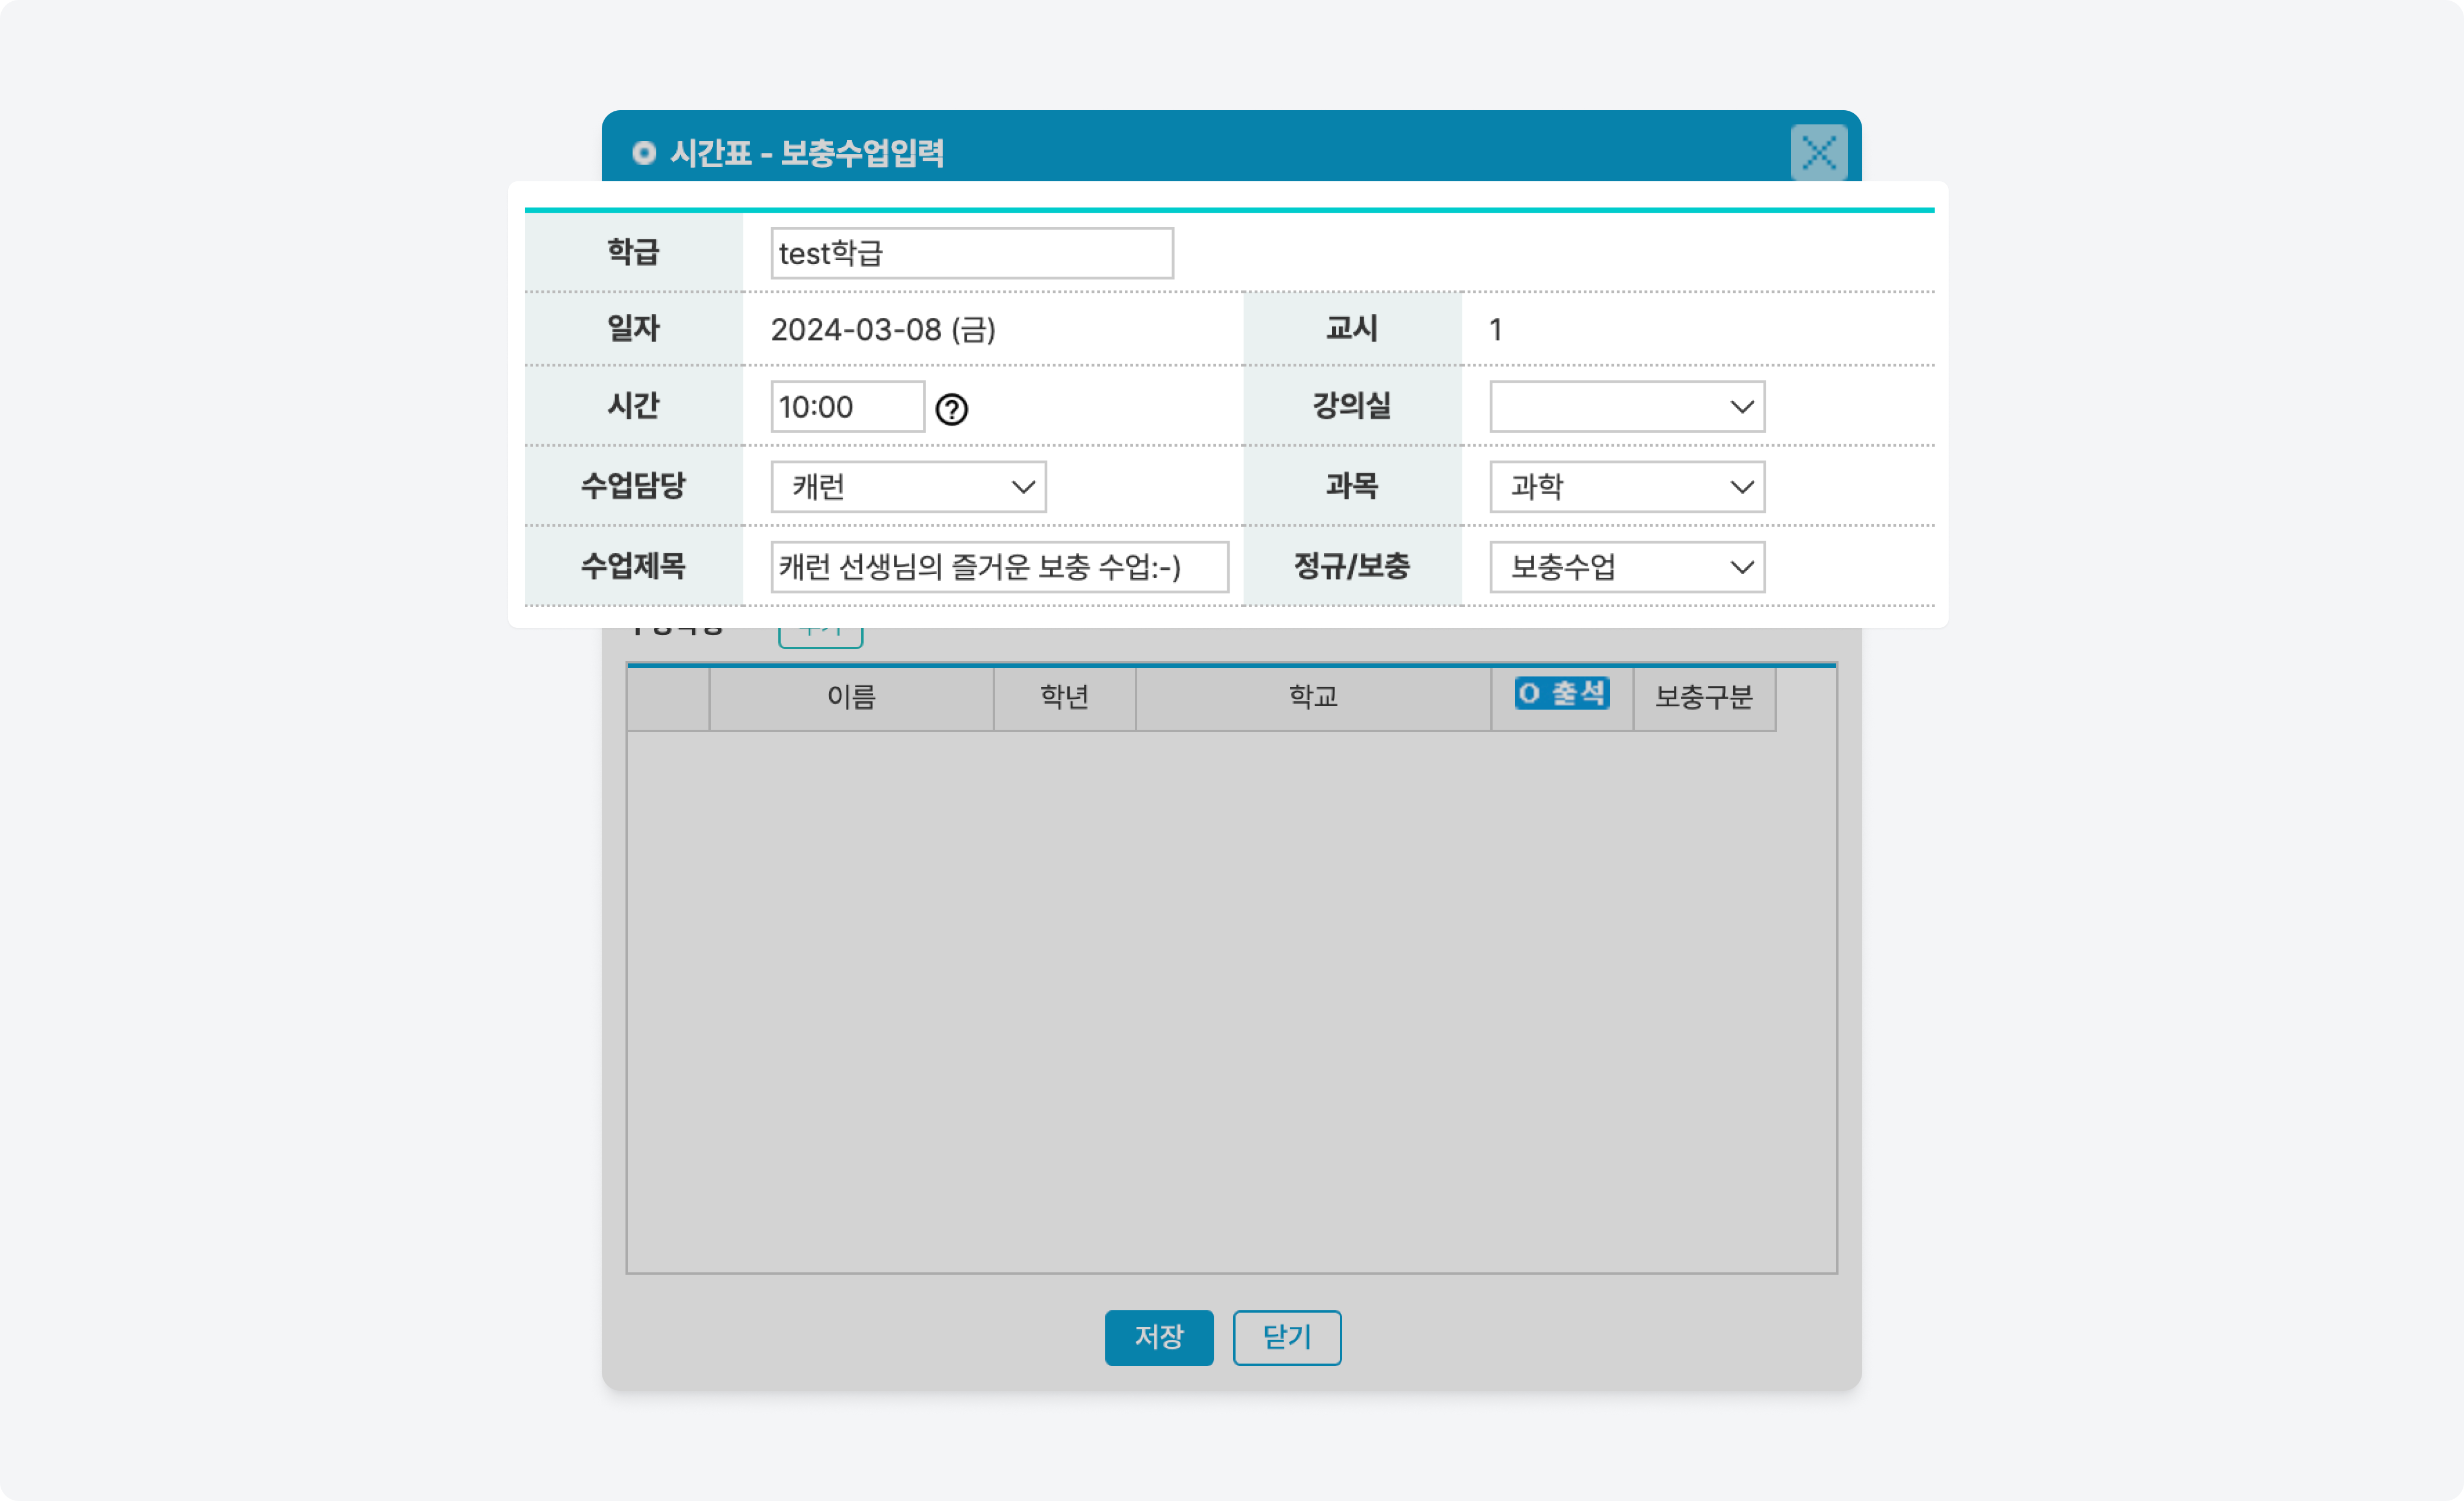 시간표 - 보충수업입력
학급 test학급
일자 2024-03-08 (금) 교시 1
시간 10:00 ? 강의실
수업담당 캐런 과목 과학
수업제목 캐런 선생님의 즐거운 보충 수업:-) 정규/보충 보충수업
이름 학년 학교 O 출석 보충구분
저장 닫기